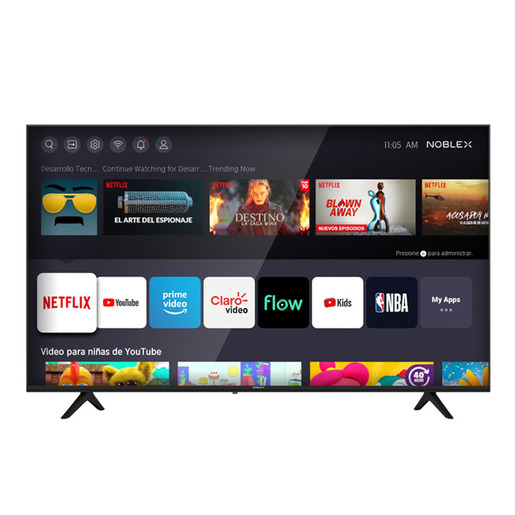 11:05 AM NOBLEX
Desarrollo Tecn... Continue Watching for Desarr... Trending Now
NETFLIX
EL ARTE DEL ESPIONAJE
TOP 10
DESTINO
LA SAGA WINX
NETFLIX
BLOWN AWAY
NUEVOS EPISODIOS
NETFLIX
Presione para administrar.
NETFLIX
YouTube
prime video
Claro video
flow
Kids
NBA
My Apps
Video para niñas de YouTube
40
NOBLEX